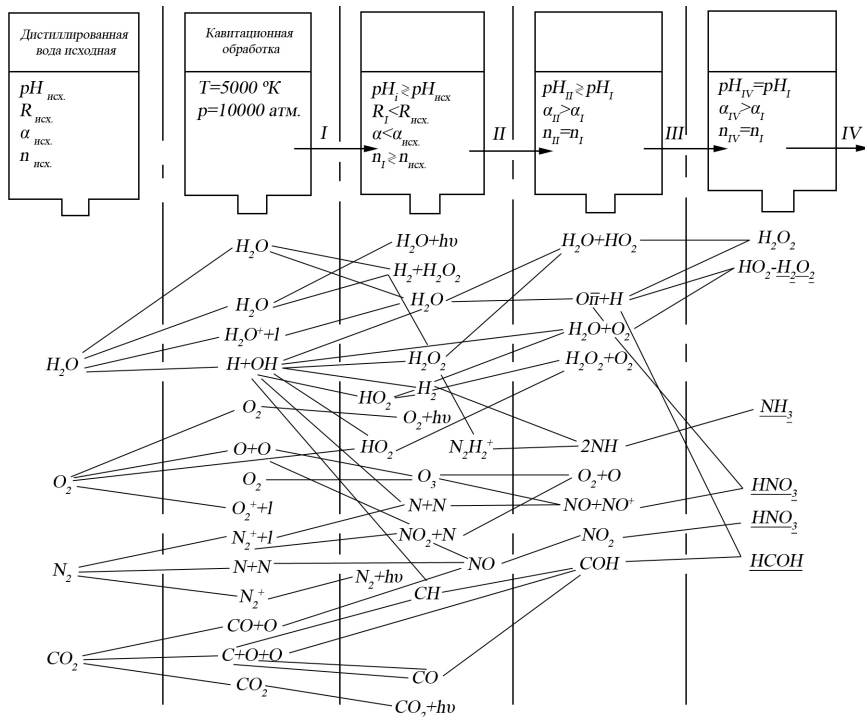 Дистиллированная
вода исходная
pH исх.
R исх.
α исх.
n исх.
Кавитационная
обработка
T=5000 ºK
p=10000 атм.
I
pH_i ≷ pH_исх
R_I<R_исх.
α<α_исх.
n_I ≷ n_исх.
II
pH_II ≷ pH_I
α_II>α_I
n_II=n_I
III
pH_IV=pH_I
α_IV>α_I
n_IV=n_I
IV
H₂O
H₂O+hυ
H₂O+HO₂
H₂O₂
H₂+H₂O₂
HO₂-H₂O₂
H₂O
H₂O
Oп̅+H
H₂O⁺+l
H₂O+O₂
H₂O
H+OH
H₂O₂
H₂O₂+O₂
HO₂
H₂
O₂
O₂+hυ
NH₃
O+O
HO₂
N₂H₂⁺
2NH
O₂
O₂
O₃
O₂+O
HNO₃
O₂⁺+l
N+N
NO+NO⁺
HNO₃
N₂⁺+l
NO₂+N
NO₂
N₂
N+N
N₂+hυ
NO
COH
HCOH
N₂⁺
CH
CO+O
CO₂
C+O+O
CO
CO₂
CO₂+hυ